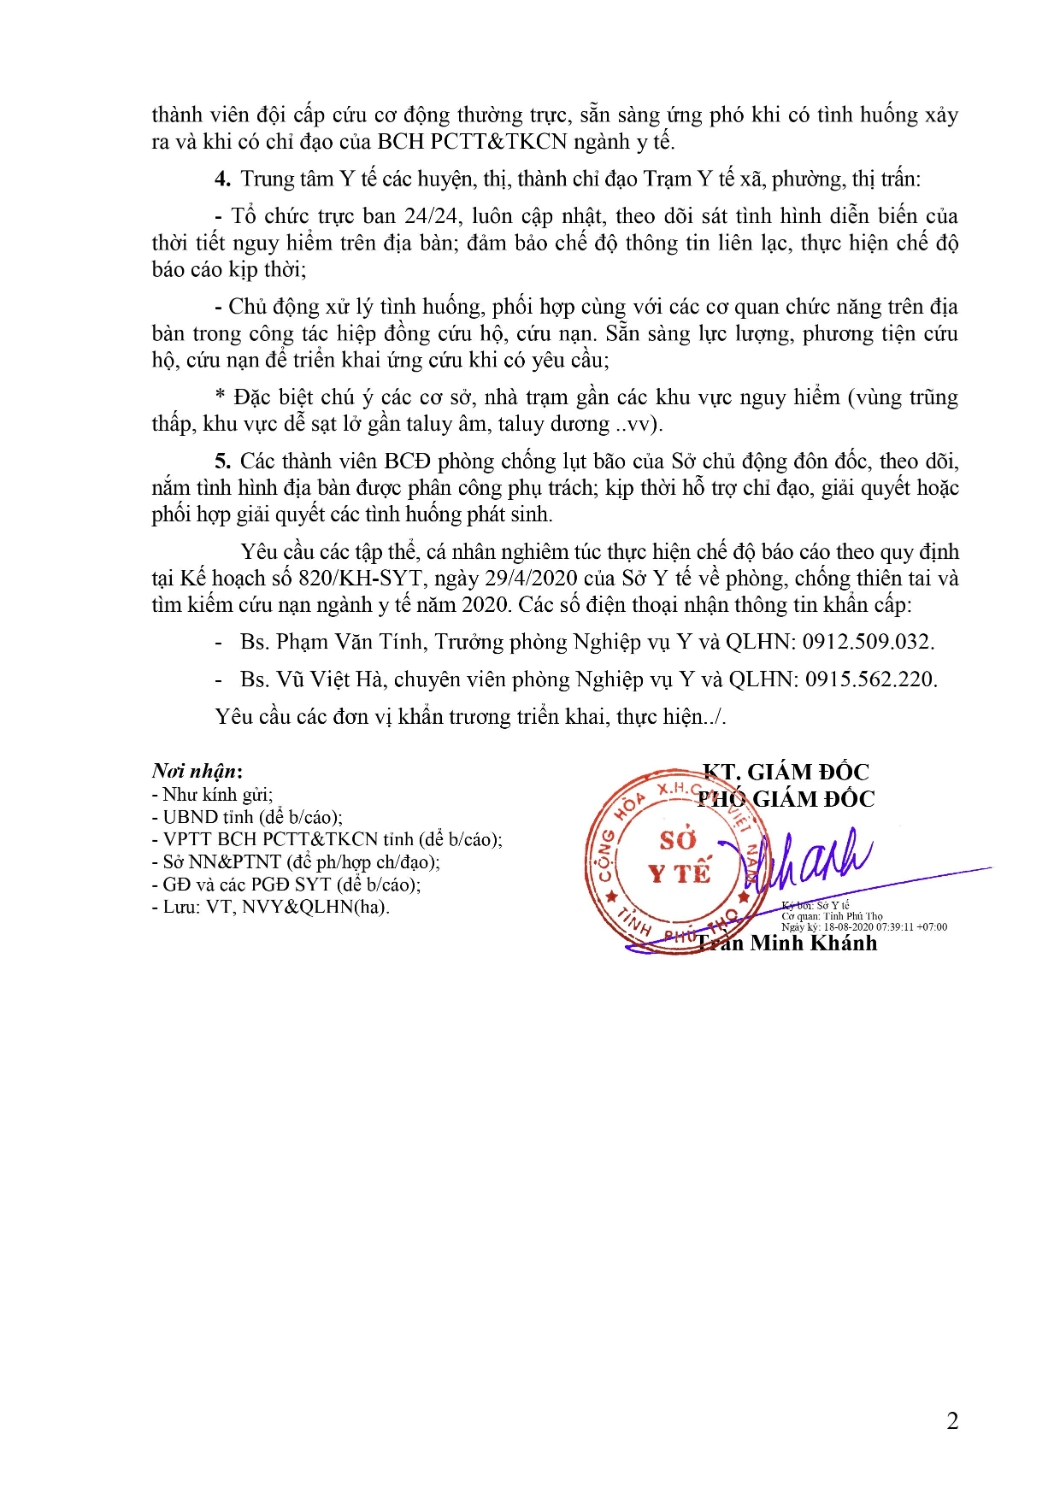 thành viên đội cấp cứu cơ động thường trực, sẵn sàng ứng phó khi có tình huống xảy
ra và khi có chỉ đạo của BCH PCTT&TKCN ngành y tế.
4. Trung tâm Y tế các huyện, thị, thành chỉ đạo Trạm Y tế xã, phường, thị trấn:
- Tổ chức trực ban 24/24, luôn cập nhật, theo dõi sát tình hình diễn biến của
thời tiết nguy hiểm trên địa bàn; đảm bảo chế độ thông tin liên lạc, thực hiện chế độ
báo cáo kịp thời;
- Chủ động xử lý tình huống, phối hợp cùng với các cơ quan chức năng trên địa
bàn trong công tác hiệp đồng cứu hộ, cứu nạn. Sẵn sàng lực lượng, phương tiện cứu
hộ, cứu nạn để triển khai ứng cứu khi có yêu cầu;
* Đặc biệt chú ý các cơ sở, nhà trạm gần các khu vực nguy hiểm (vùng trũng
thấp, khu vực dễ sạt lở gần taluy âm, taluy dương ..vv).
5. Các thành viên BCĐ phòng chống lụt bão của Sở chủ động đôn đốc, theo dõi,
nắm tình hình địa bàn được phân công phụ trách; kịp thời hỗ trợ chỉ đạo, giải quyết hoặc
phối hợp giải quyết các tình huống phát sinh.
Yêu cầu các tập thể, cá nhân nghiêm túc thực hiện chế độ báo cáo theo quy định
tại Kế hoạch số 820/KH-SYT, ngày 29/4/2020 của Sở Y tế về phòng, chống thiên tai và
tìm kiếm cứu nạn ngành y tế năm 2020. Các số điện thoại nhận thông tin khẩn cấp:
- Bs. Phạm Văn Tính, Trưởng phòng Nghiệp vụ Y và QLHN: 0912.509.032.
- Bs. Vũ Việt Hà, chuyên viên phòng Nghiệp vụ Y và QLHN: 0915.562.220.
Yêu cầu các đơn vị khẩn trương triển khai, thực hiện../.
Nơi nhận:
- Như kính gửi;
- UBND tỉnh (dể b/cáo);
- VPTT BCH PCTT&TKCN tỉnh (dể b/cáo);
- Sở NN&PTNT (để ph/hợp ch/đạo);
- GĐ và các PGĐ SYT (dể b/cáo);
- Lưu: VT, NVY&QLHN(ha).
KT. GIÁM ĐỐC
PHÓ GIÁM ĐỐC
CỘNG HÒA X.H.C.N VIỆT NAM
SỞ
Y TẾ
★ TỈNH PHÚ THỌ ★
Khanh
Ký bởi: Sở Y tế
Cơ quan: Tỉnh Phú Thọ
Ngày ký: 18-08-2020 07:39:11 +07:00
Trần Minh Khánh
2